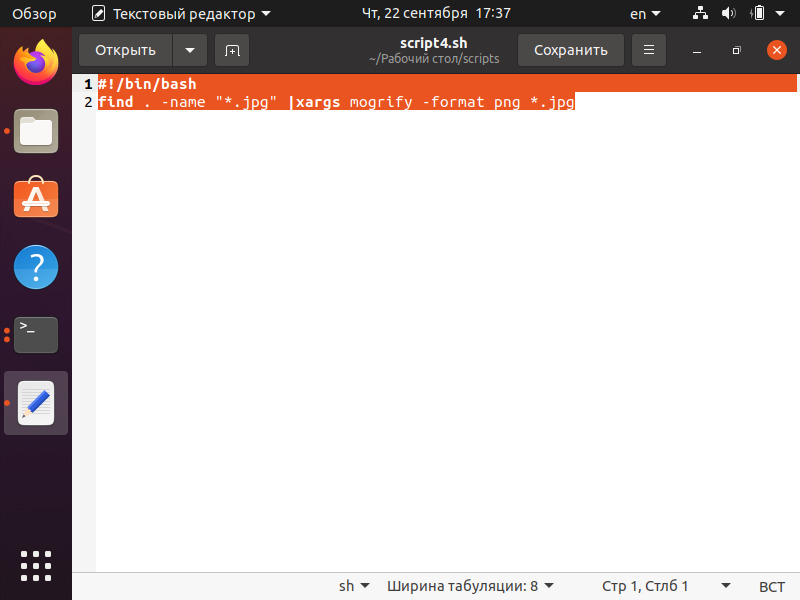 Обзор Текстовый редактор Чт, 22 сентября 17:37 en
Открыть script4.sh Сохранить
~/Рабочий стол/scripts
1 #!/bin/bash
2 find . -name "*.jpg" |xargs mogrify -format png *.jpg
sh Ширина табуляции: 8 Стр 1, Стлб 1 ВСТ